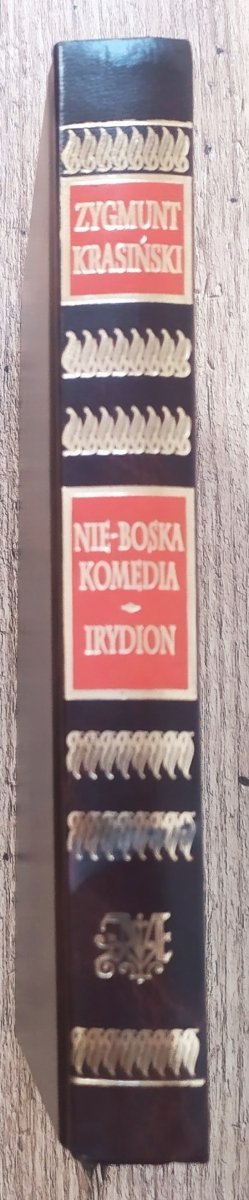 ZYGMUNT
KRASIŃSKI
NIE-BOSKA
KOMEDIA
IRYDION